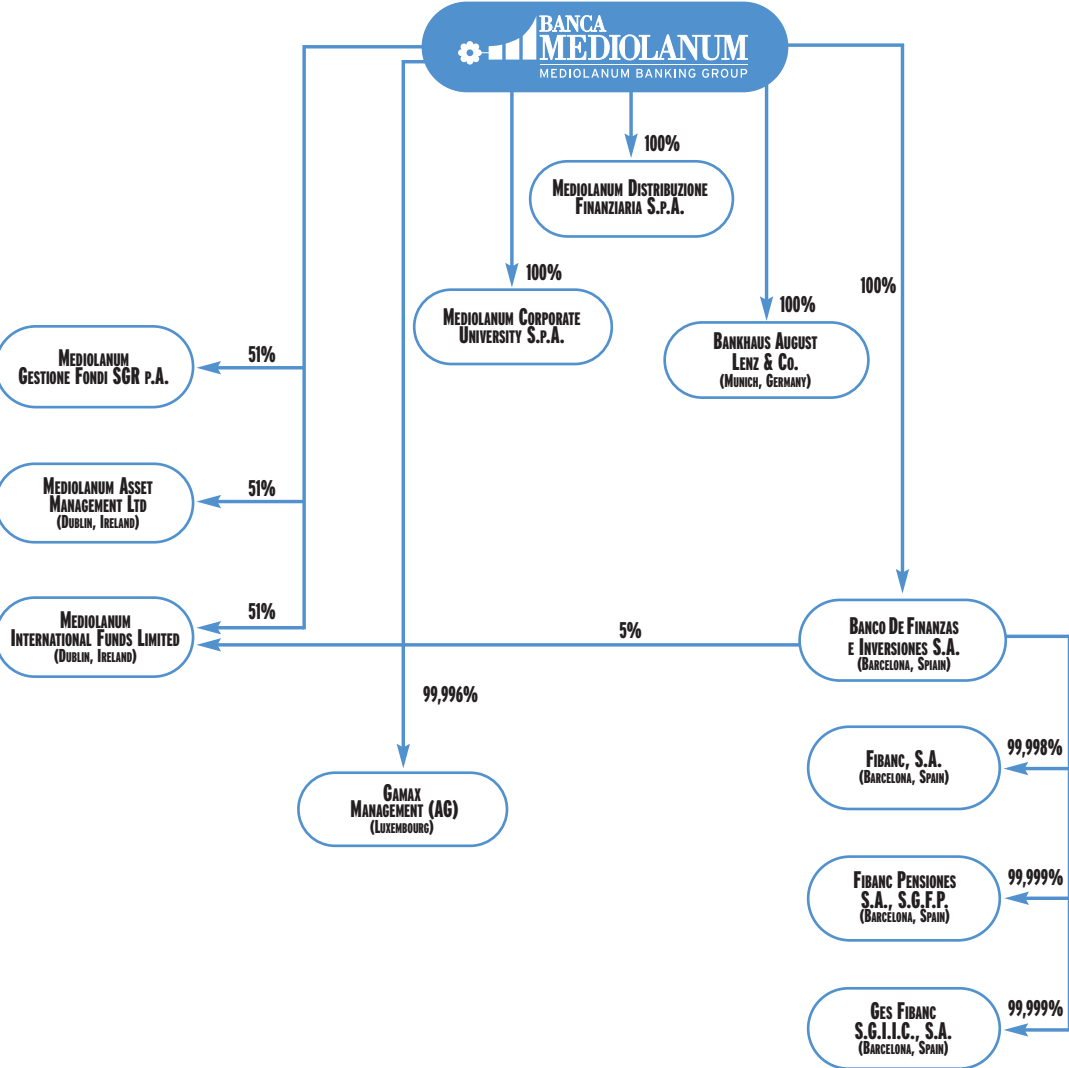 BANCA
MEDIOLANUM
MEDIOLANUM BANKING GROUP
100%
MEDIOLANUM DISTRIBUZIONE
FINANZIARIA S.P.A.
100%
MEDIOLANUM CORPORATE
UNIVERSITY S.P.A.
100%
BANKHAUS AUGUST
LENZ & CO.
(MUNICH, GERMANY)
100%
51%
MEDIOLANUM
GESTIONE FONDI SGR P.A.
51%
MEDIOLANUM ASSET
MANAGEMENT LTD
(DUBLIN, IRELAND)
51%
MEDIOLANUM
INTERNATIONAL FUNDS LIMITED
(DUBLIN, IRELAND)
5%
BANCO DE FINANZAS
E INVERSIONES S.A.
(BARCELONA, SPIAIN)
99,996%
GAMAX
MANAGEMENT (AG)
(LUXEMBOURG)
99,998%
FIBANC, S.A.
(BARCELONA, SPAIN)
99,999%
FIBANC PENSIONES
S.A., S.G.F.P.
(BARCELONA, SPAIN)
99,999%
GES FIBANC
S.G.I.I.C., S.A.
(BARCELONA, SPAIN)